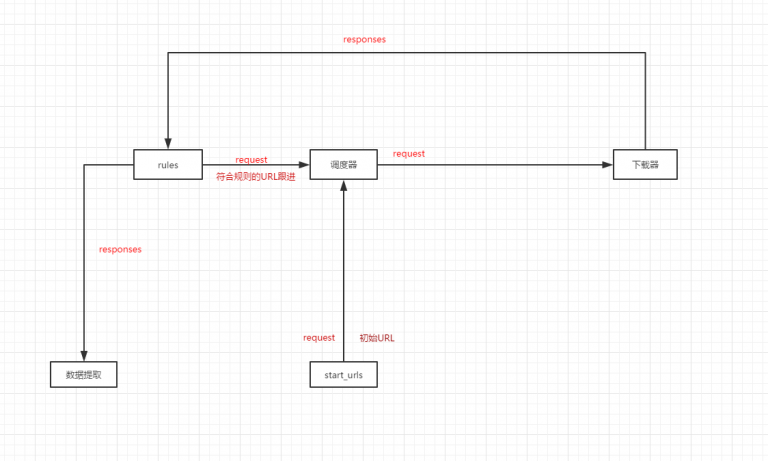 responses
rules
request
符合规则的URL跟进
调度器
request
下载器
responses
request
初始URL
数据提取
start_urls